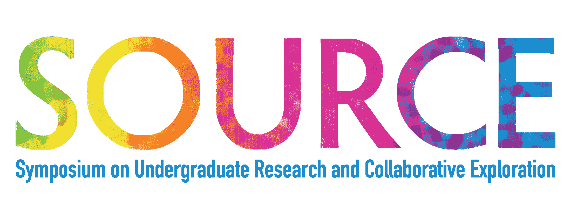 SOURCE
Symposium on Undergraduate Research and Collaborative Exploration